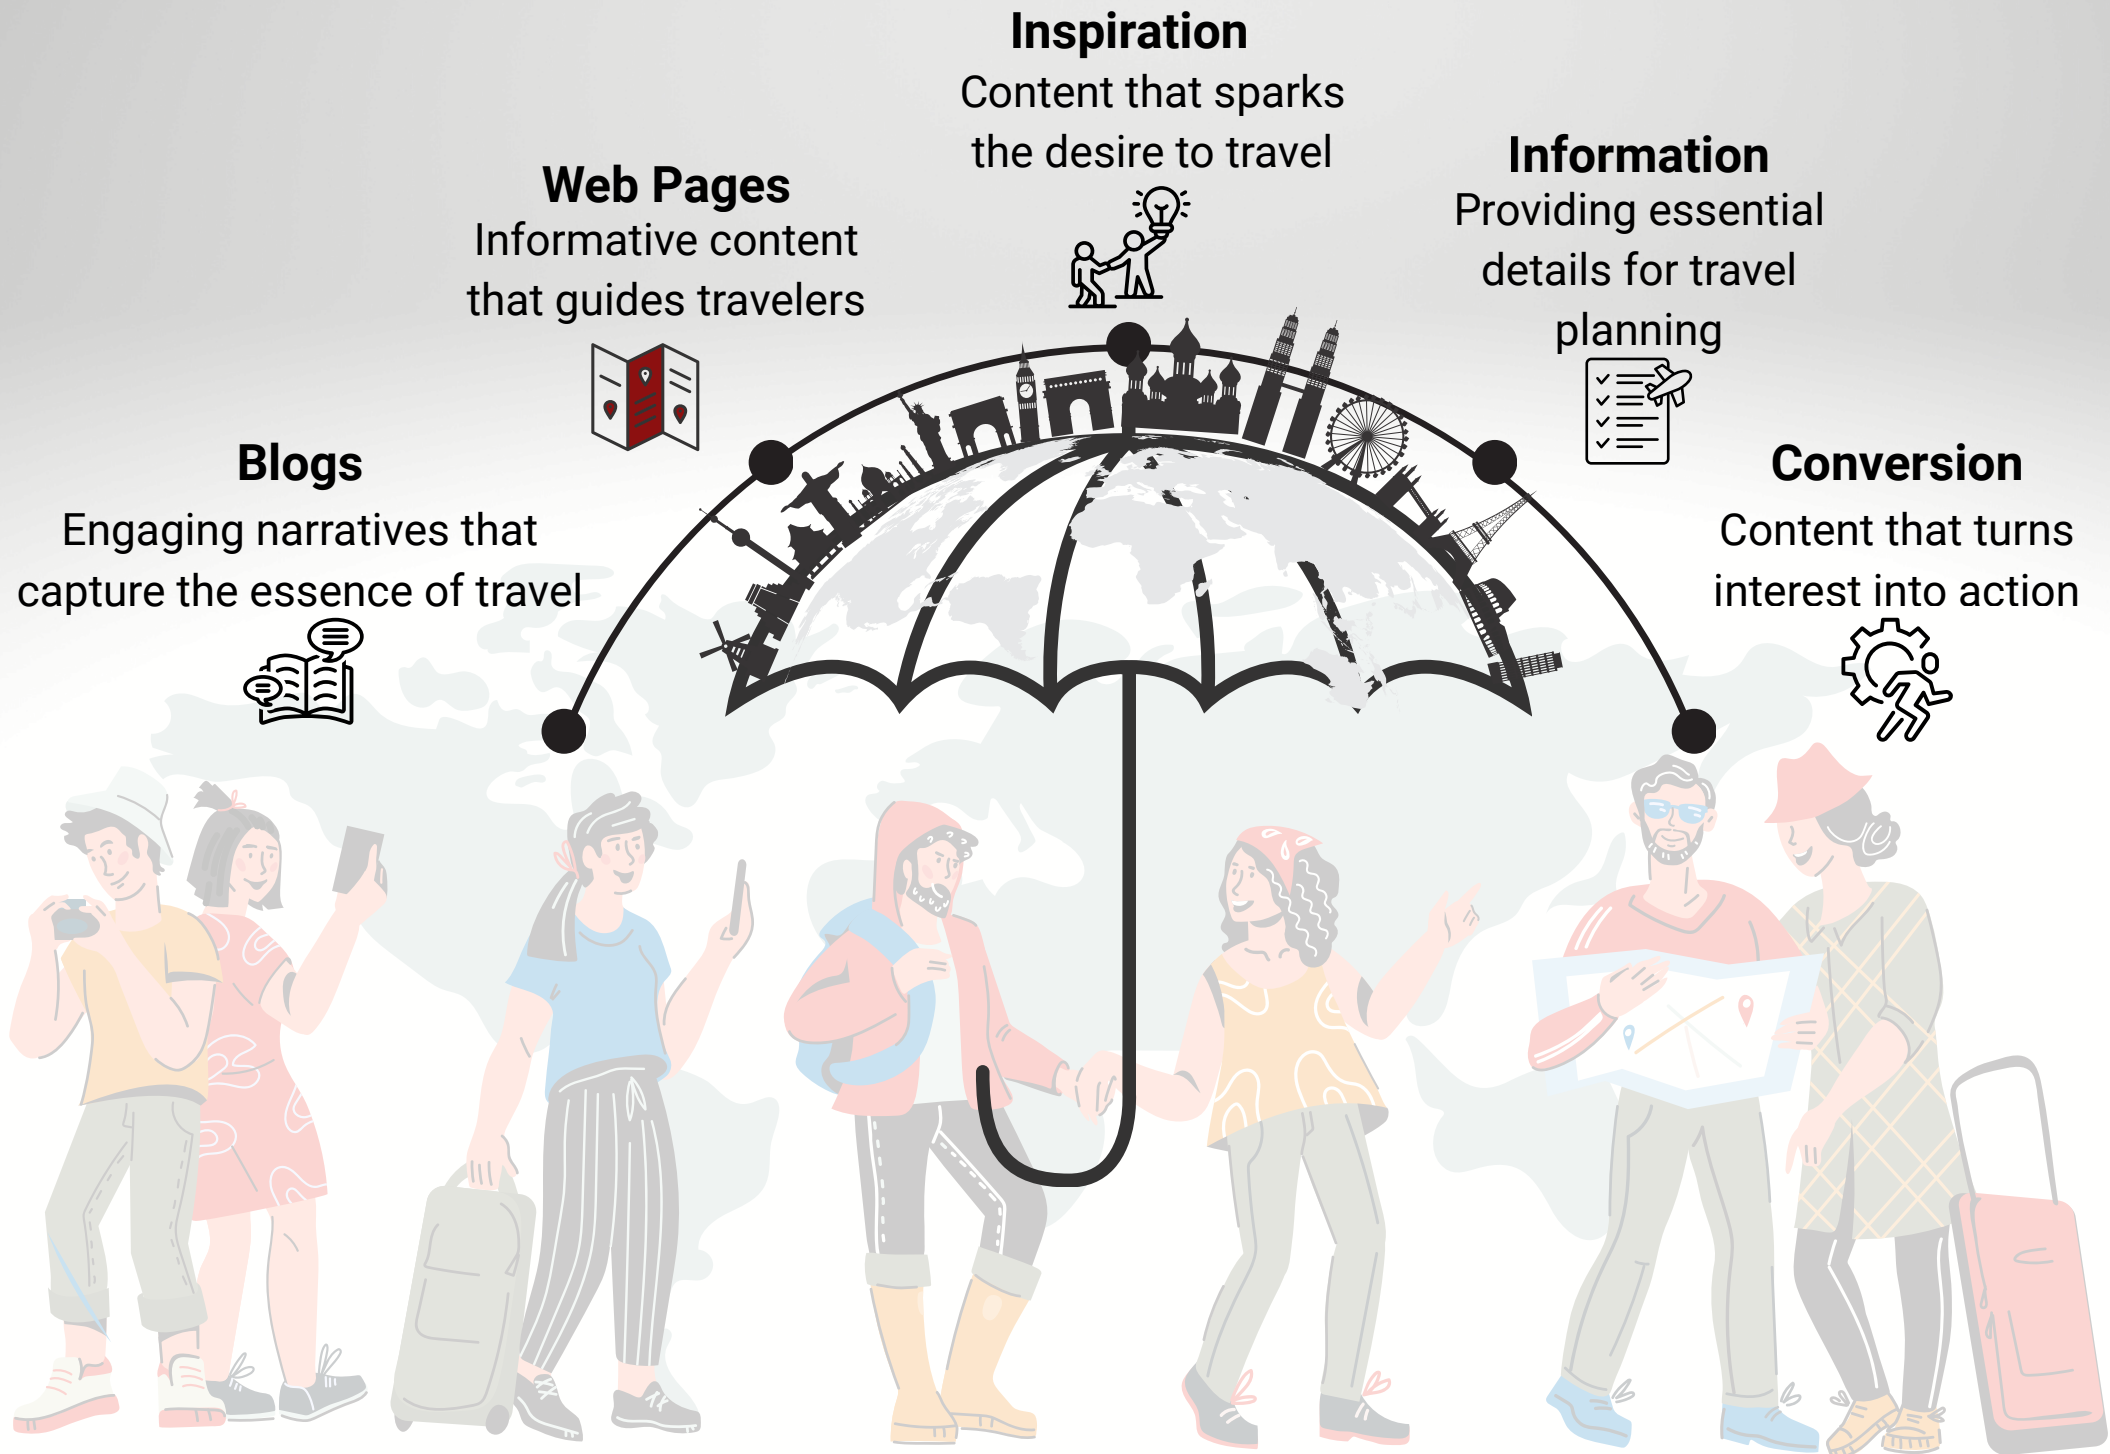 Inspiration
Content that sparks
the desire to travel
Web Pages
Informative content
that guides travelers
Information
Providing essential
details for travel
planning
Blogs
Engaging narratives that
capture the essence of travel
Conversion
Content that turns
interest into action